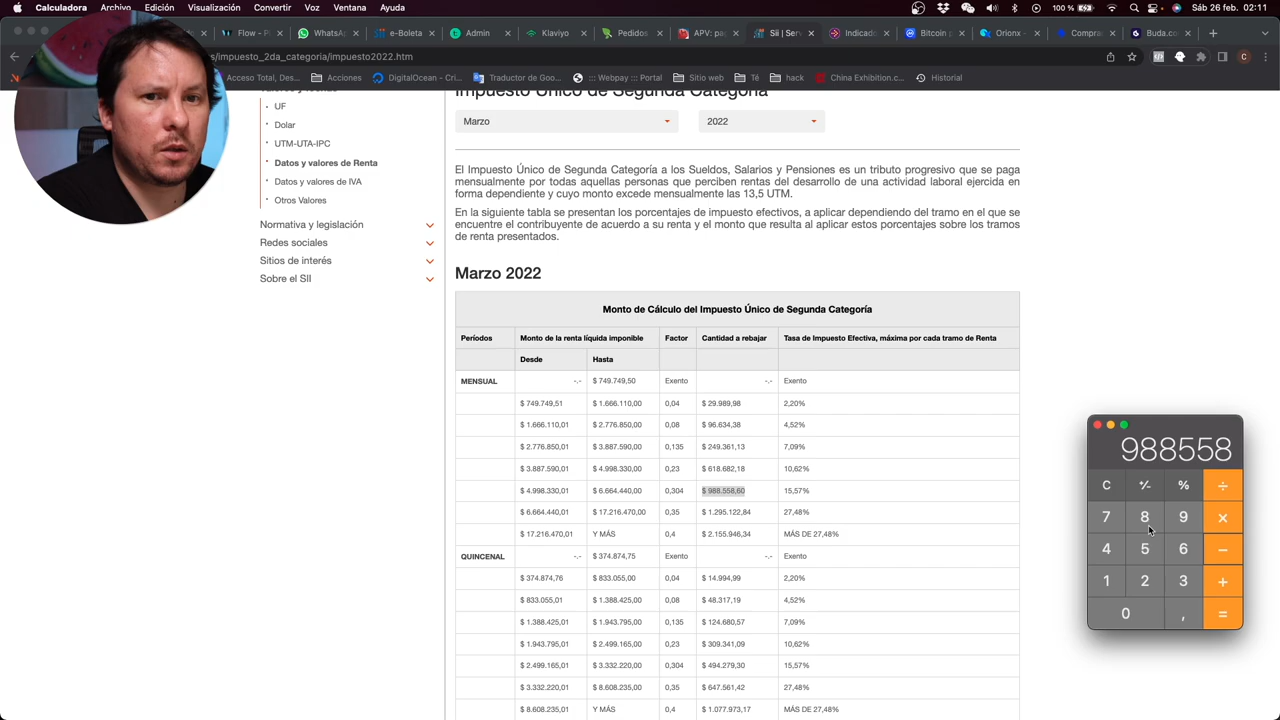 Calculadora Archivo Edición Visualización Convertir Voz Ventana Ayuda 100 % Sáb 26 feb. 02:11
Flow - P WhatsAp e-Boleta Admin Klaviyo Pedidos APV: pag Sii | Serv Indicadi Bitcoin p Orionx - Compra Buda.co
s/impuesto_2da_categoria/impuesto2022.htm
C
Acceso Total, Des... Acciones DigitalOcean - Cri... Traductor de Goo... ::: Webpay ::: Portal Sitio web Té hack China Exhibition.c... Historial
Impuesto Único de Segunda Categoría
UF
Marzo 2022
Dolar
UTM-UTA-IPC
Datos y valores de Renta
Datos y valores de IVA
Otros Valores
Normativa y legislación
Redes sociales
Sitios de interés
Sobre el SII
El Impuesto Único de Segunda Categoría a los Sueldos, Salarios y Pensiones es un tributo progresivo que se paga
mensualmente por todas aquellas personas que perciben rentas del desarrollo de una actividad laboral ejercida en
forma dependiente y cuyo monto excede mensualmente las 13,5 UTM.
En la siguiente tabla se presentan los porcentajes de impuesto efectivos, a aplicar dependiendo del tramo en el que se
encuentre el contribuyente de acuerdo a su renta y el monto que resulta al aplicar estos porcentajes sobre los tramos
de renta presentados.
Marzo 2022
Monto de Cálculo del Impuesto Único de Segunda Categoría
Períodos Monto de la renta líquida imponible Factor Cantidad a rebajar Tasa de Impuesto Efectiva, máxima por cada tramo de Renta
Desde Hasta
MENSUAL -.- $ 749.749,50 Exento -.- Exento
$ 749.749,51 $ 1.666.110,00 0,04 $ 29.989,98 2,20%
$ 1.666.110,01 $ 2.776.850,00 0,08 $ 96.634,38 4,52%
$ 2.776.850,01 $ 3.887.590,00 0,135 $ 249.361,13 7,09%
$ 3.887.590,01 $ 4.998.330,00 0,23 $ 618.682,18 10,62%
$ 4.998.330,01 $ 6.664.440,00 0,304 $ 988.558,60 15,57%
$ 6.664.440,01 $ 17.216.470,00 0,35 $ 1.295.122,84 27,48%
$ 17.216.470,01 Y MÁS 0,4 $ 2.155.946,34 MÁS DE 27,48%
QUINCENAL -.- $ 374.874,75 Exento -.- Exento
$ 374.874,76 $ 833.055,00 0,04 $ 14.994,99 2,20%
$ 833.055,01 $ 1.388.425,00 0,08 $ 48.317,19 4,52%
$ 1.388.425,01 $ 1.943.795,00 0,135 $ 124.680,57 7,09%
$ 1.943.795,01 $ 2.499.165,00 0,23 $ 309.341,09 10,62%
$ 2.499.165,01 $ 3.332.220,00 0,304 $ 494.279,30 15,57%
$ 3.332.220,01 $ 8.608.235,00 0,35 $ 647.561,42 27,48%
$ 8.608.235,01 Y MÁS 0,4 $ 1.077.973,17 MÁS DE 27,48%
988558
C +/- % ÷
7 8 9 ×
4 5 6 −
1 2 3 +
0 , =